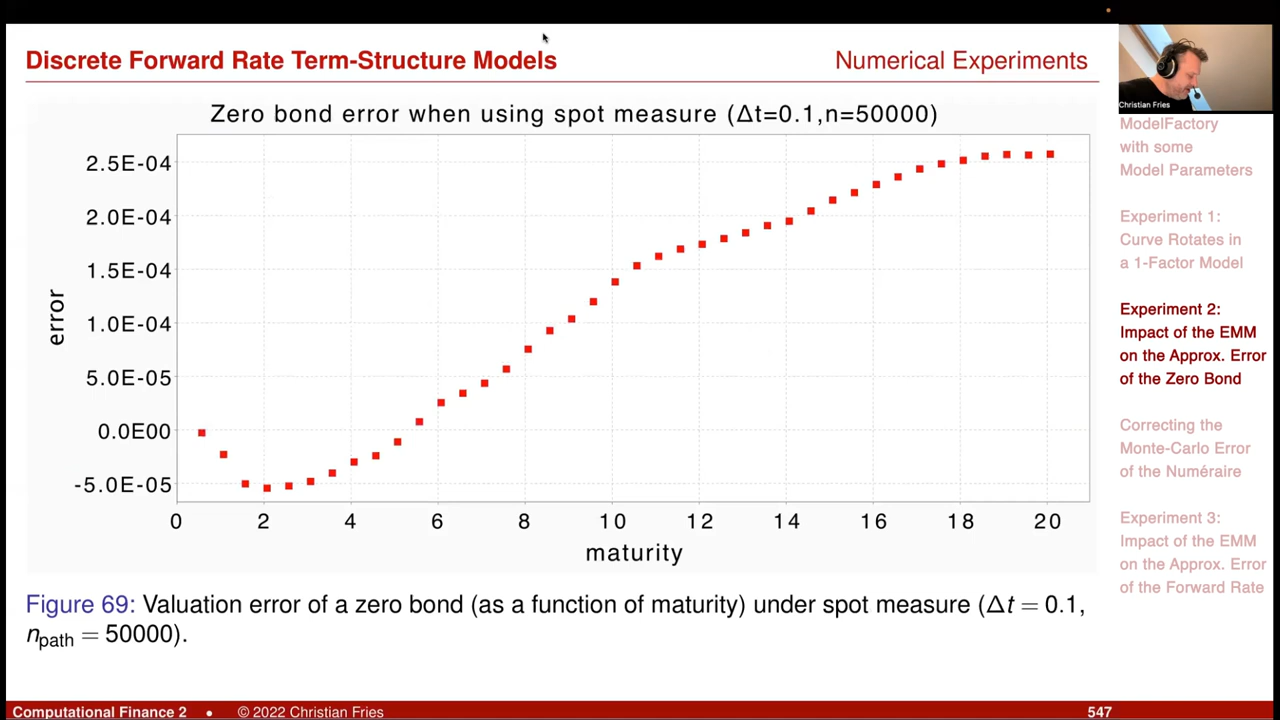 Discrete Forward Rate Term-Structure Models
Numerical Experiments
Christian Fries
Zero bond error when using spot measure (Δt=0.1,n=50000)
2.5E-04
2.0E-04
1.5E-04
1.0E-04
5.0E-05
0.0E00
-5.0E-05
error
0 2 4 6 8 10 12 14 16 18 20
maturity
Figure 69: Valuation error of a zero bond (as a function of maturity) under spot measure (Δt = 0.1,
n_path = 50000).
ModelFactory
with some
Model Parameters
Experiment 1:
Curve Rotates in
a 1-Factor Model
Experiment 2:
Impact of the EMM
on the Approx. Error
of the Zero Bond
Correcting the
Monte-Carlo Error
of the Numéraire
Experiment 3:
Impact of the EMM
on the Approx. Error
of the Forward Rate
Computational Finance 2 • © 2022 Christian Fries 547